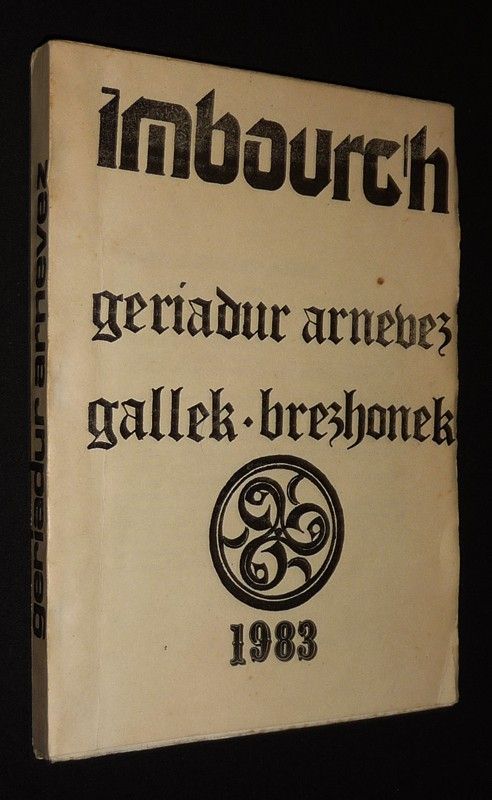 imbourc'h
geriadur arnevez
gallek · brezhonek
1983
geriadur arnevez